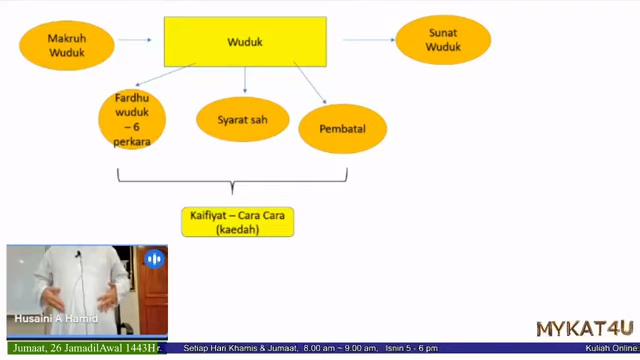 Makruh
Wuduk
Wuduk
Sunat
Wuduk
Fardhu
wuduk
– 6
perkara
Syarat sah
Pembatal
Kaifiyat – Cara Cara
(kaedah)
Husaini A Hamid
MYKAT4U
Jumaat, 26 JamadilAwal 1443H
r. Setiap Hari Khamis & Jumaat, 8.00 am ~ 9.00 am, Isnin 5 - 6 pm
Kuliah Online